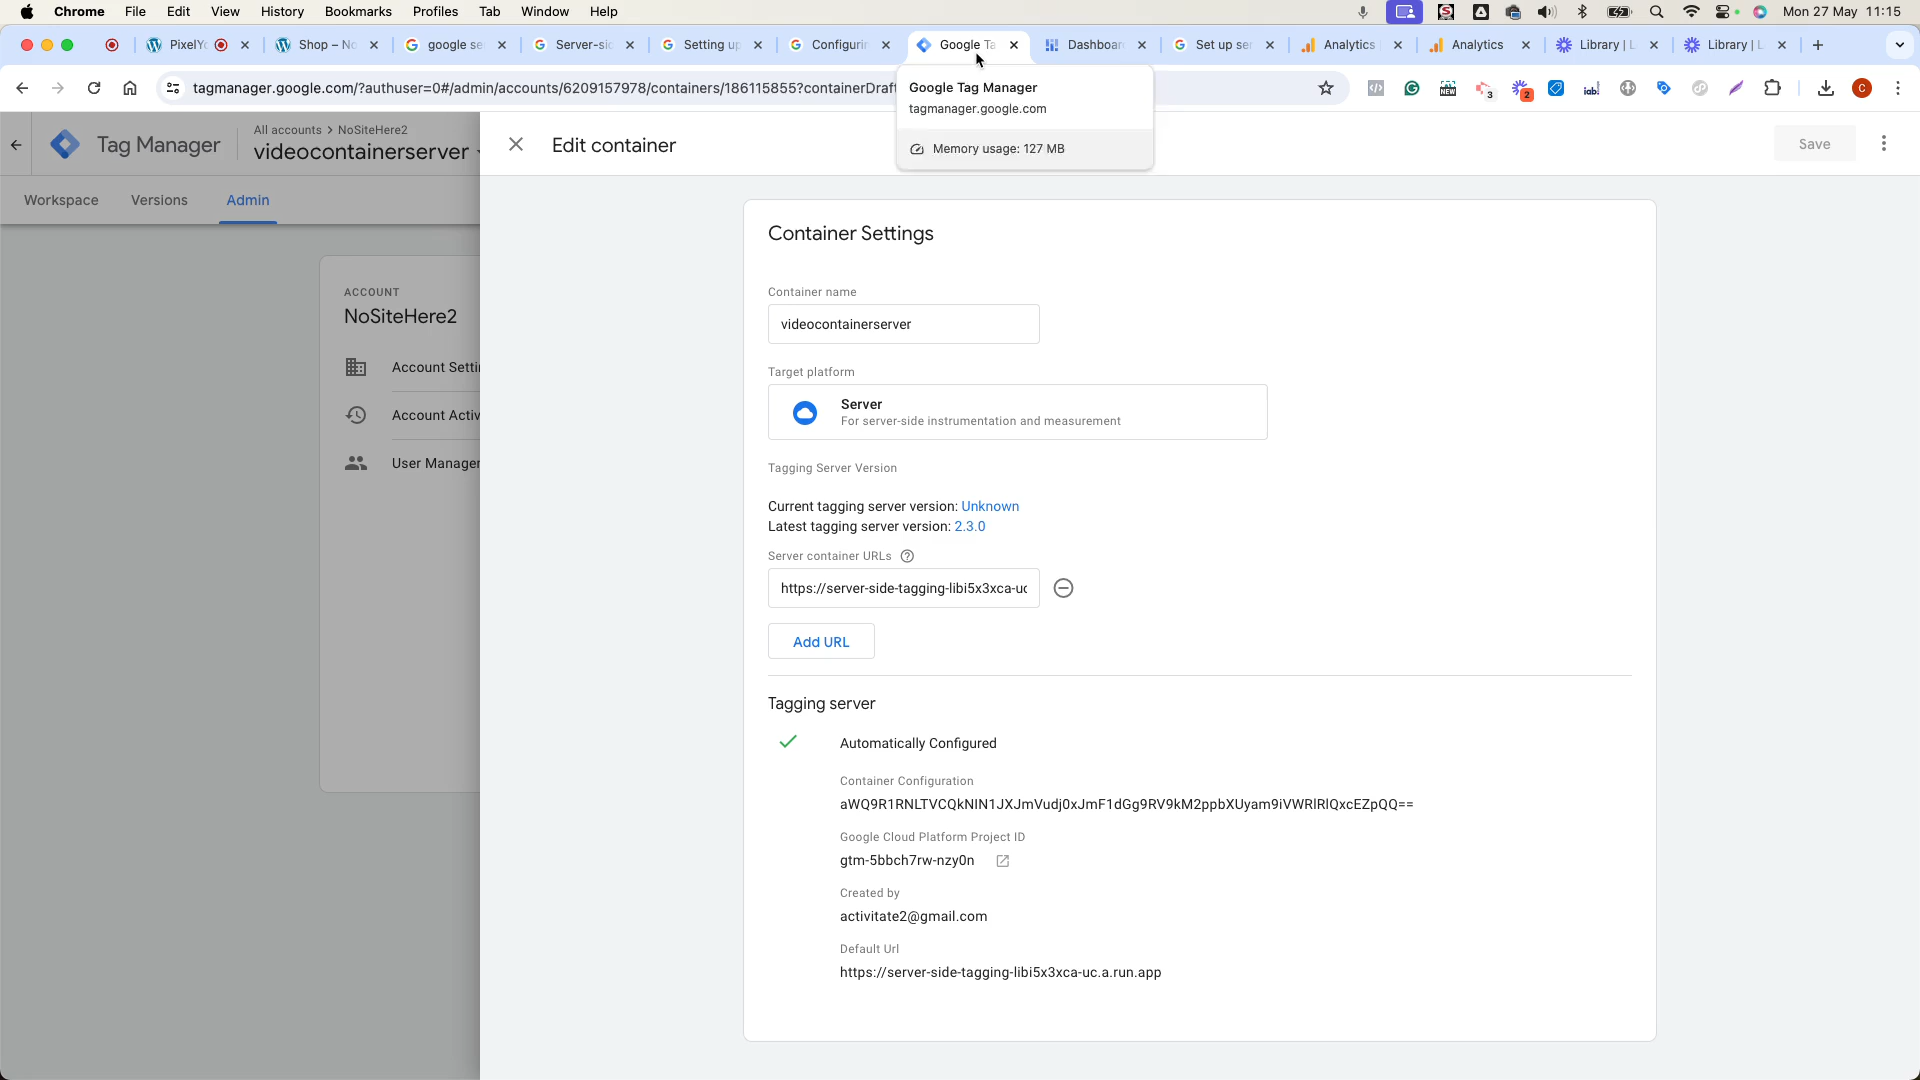 Chrome File Edit View History Bookmarks Profiles Tab Window Help Mon 27 May 11:15
PixelYo Shop – No google se Server-sid Setting up Configurin Google Ta Dashboar Set up ser Analytics Analytics Library | L Library | L
tagmanager.google.com/?authuser=0#/admin/accounts/6209157978/containers/186115855?containerDraft
NEW 3 2 iab! C
Google Tag Manager
tagmanager.google.com
Memory usage: 127 MB
All accounts > NoSiteHere2
Tag Manager videocontainerserver
Edit container
Save
Workspace Versions Admin
ACCOUNT
NoSiteHere2
Account Setti
Account Activ
User Manager
Container Settings
Container name
videocontainerserver
Target platform
Server
For server-side instrumentation and measurement
Tagging Server Version
Current tagging server version: Unknown
Latest tagging server version: 2.3.0
Server container URLs
https://server-side-tagging-libi5x3xca-uc
Add URL
Tagging server
Automatically Configured
Container Configuration
aWQ9R1RNLTVCQkNIN1JXJmVudj0xJmF1dGg9RV9kM2ppbXUyam9iVWRlRlQxcEZpQQ==
Google Cloud Platform Project ID
gtm-5bbch7rw-nzy0n
Created by
activitate2@gmail.com
Default Url
https://server-side-tagging-libi5x3xca-uc.a.run.app